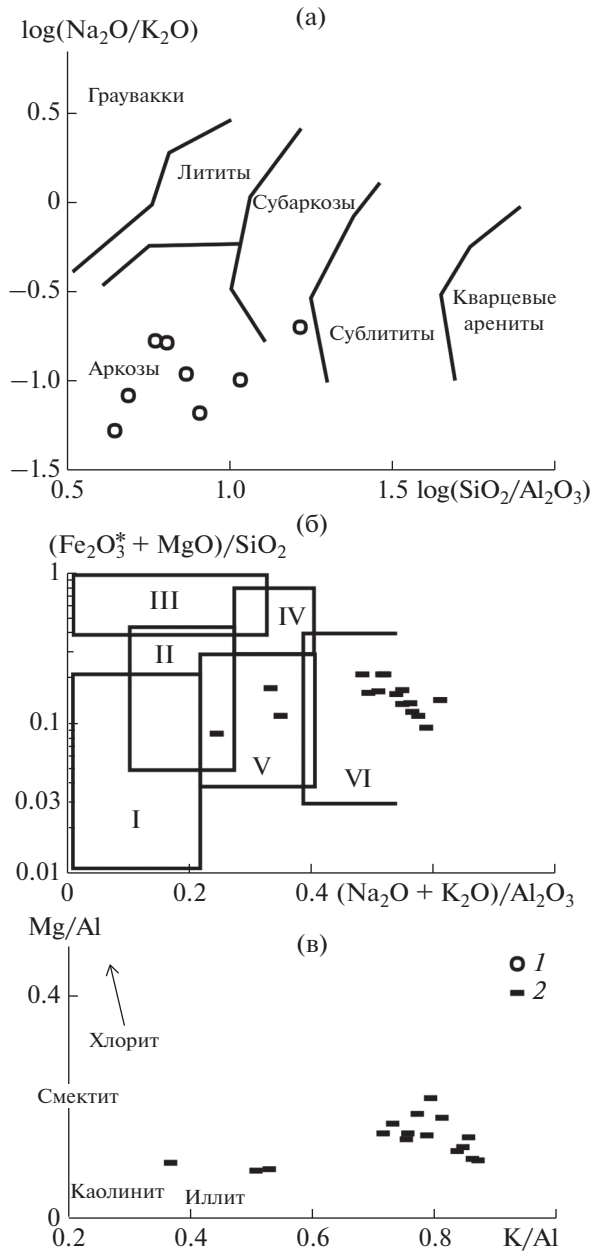 (а)
log(Na₂O/K₂O)
Граувакки
0.5
Лититы
0
Субаркозы
−0.5
Кварцевые
арениты
Сублититы
Аркозы
−1.0
−1.5
0.5 1.0 1.5
log(SiO₂/Al₂O₃)
(б)
(Fe₂O₃* + MgO)/SiO₂
1
III
IV
II
0.1
V
VI
0.03
I
0.01
0 0.2 0.4 (Na₂O + K₂O)/Al₂O₃
Mg/Al
(в)
1
2
0.4
Хлорит
Смектит
Каолинит
Иллит
0
0.2 0.4 0.6 0.8 K/Al